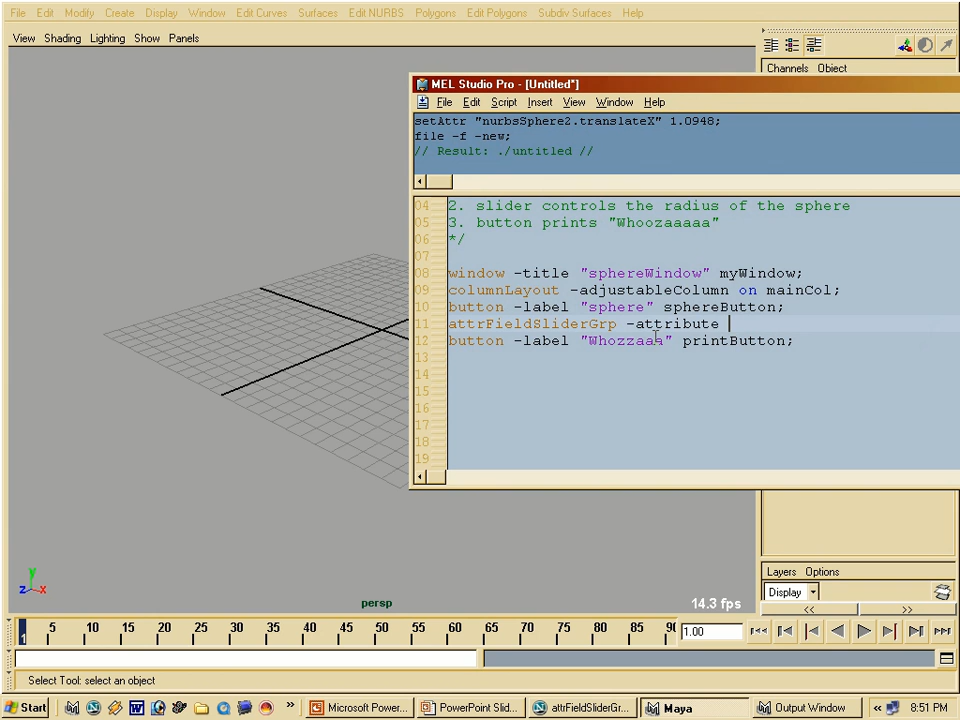 File Edit Modify Create Display Window Edit Curves Surfaces Edit NURBS Polygons Edit Polygons Subdiv Surfaces Help
View Shading Lighting Show Panels
Channels Object
MEL Studio Pro - [Untitled*]
File Edit Script Insert View Window Help
setAttr "nurbsSphere2.translateX" 1.0948;
file -f -new;
// Result: ./untitled //
04 2. slider controls the radius of the sphere
05 3. button prints "Whoozaaaaa"
06 */
07
08 window -title "sphereWindow" myWindow;
09 columnLayout -adjustableColumn on mainCol;
10 button -label "sphere" sphereButton;
11 attrFieldSliderGrp -attribute
12 button -label "Whozzaaa" printButton;
13
14
15
16
17
18
19
y
z x
persp
14.3 fps
Layers Options
Display
<< >>
1 5 10 15 20 25 30 35 40 45 50 55 60 65 70 75 80 85 90
1.00
Select Tool: select an object
Start
Microsoft Power...
PowerPoint Slid...
attrFieldSliderGr...
Maya
Output Window
8:51 PM